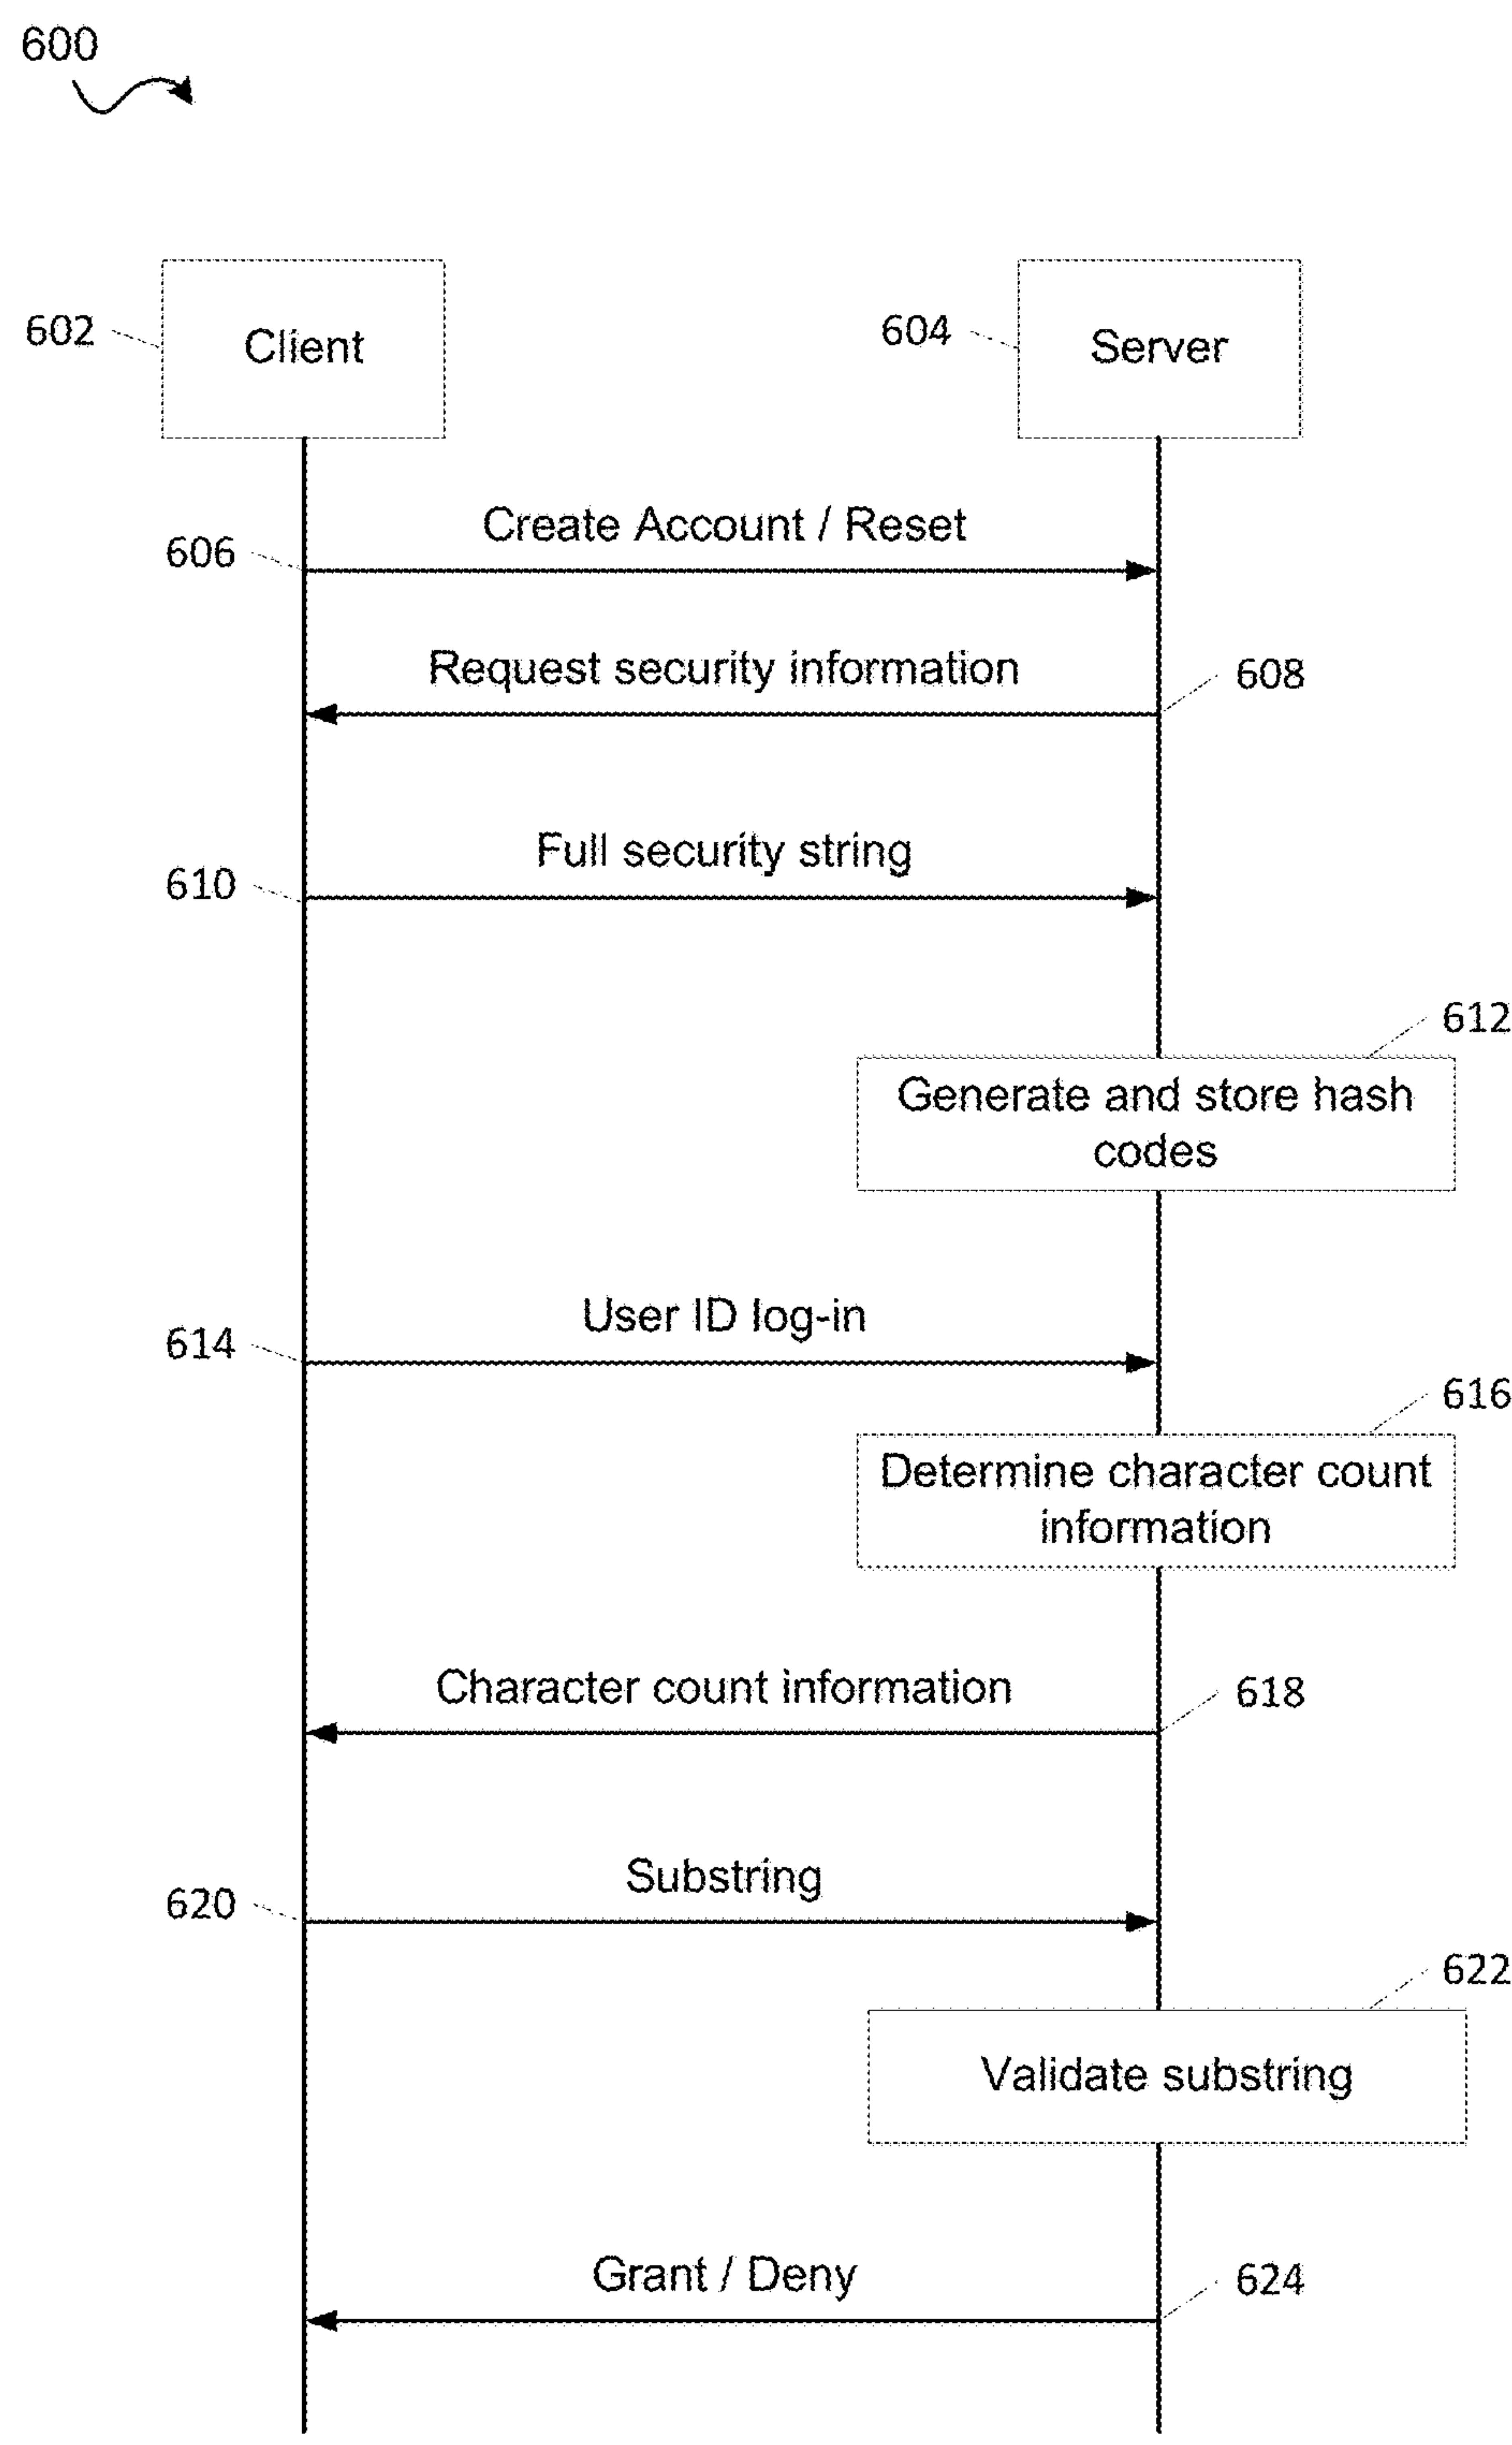 600
602
Client
604
Server
Create Account / Reset
606
Request security information
608
Full security string
610
612
Generate and store hash
codes
User ID log-in
614
616
Determine character count
information
Character count information
618
Substring
620
622
Validate substring
Grant / Deny
624